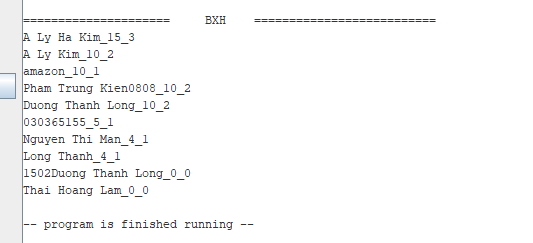 ===================== BXH ==========================
A Ly Ha Kim_15_3
A Ly Kim_10_2
amazon_10_1
Pham Trung Kien0808_10_2
Duong Thanh Long_10_2
030365155_5_1
Nguyen Thi Man_4_1
Long Thanh_4_1
1502Duong Thanh Long_0_0
Thai Hoang Lam_0_0
-- program is finished running --